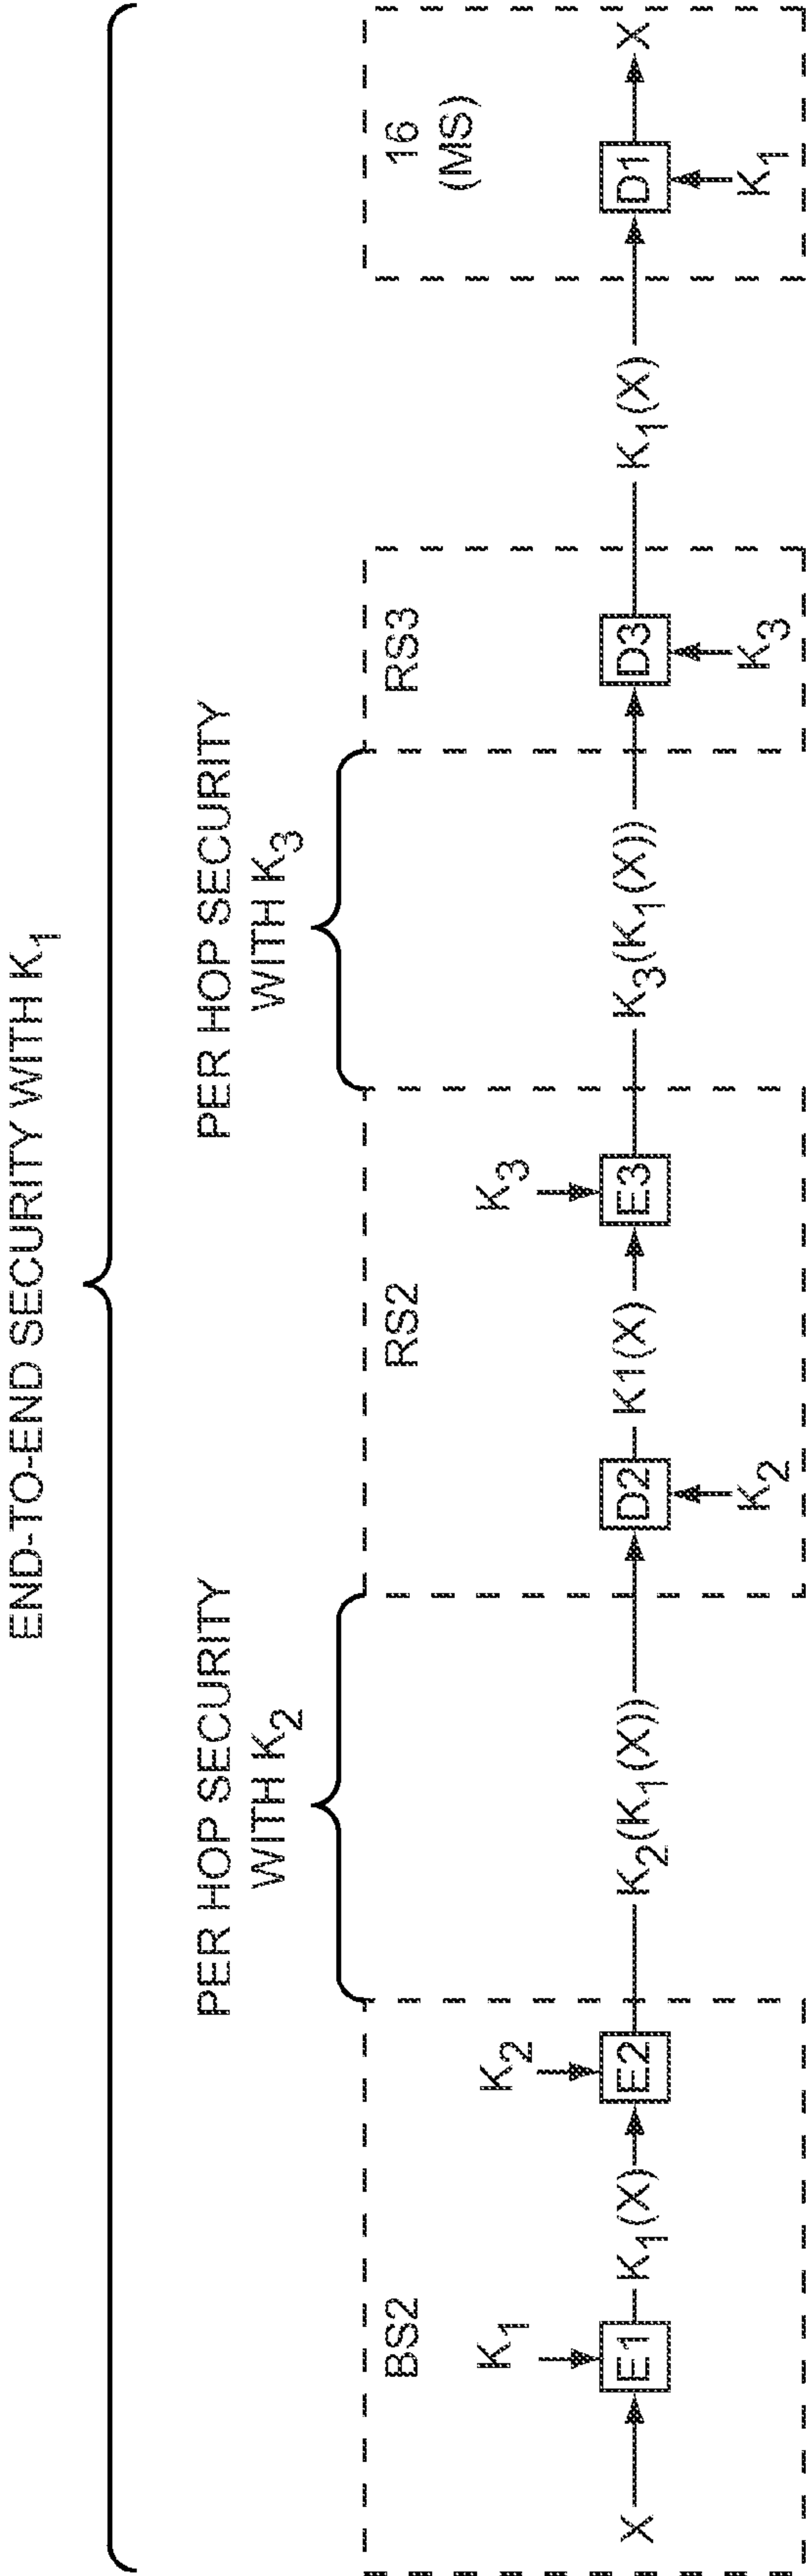 END-TO-END SECURITY WITH K1
PER HOP SECURITY
WITH K2
PER HOP SECURITY
WITH K3
BS2
RS2
RS3
16
(MS)
K1
K2
K3
X
E1
K1(X)
E2
K2(K1(X))
D2
K1(X)
E3
K3(K1(X))
D3
K1(X)
D1
X
K2
K3
K1